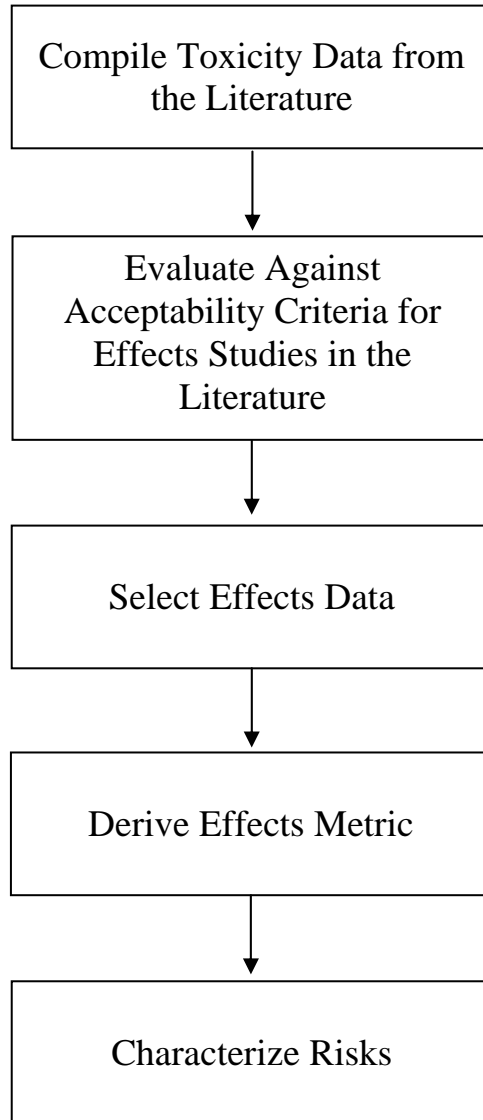 Compile Toxicity Data from
the Literature
Evaluate Against
Acceptability Criteria for
Effects Studies in the
Literature
Select Effects Data
Derive Effects Metric
Characterize Risks